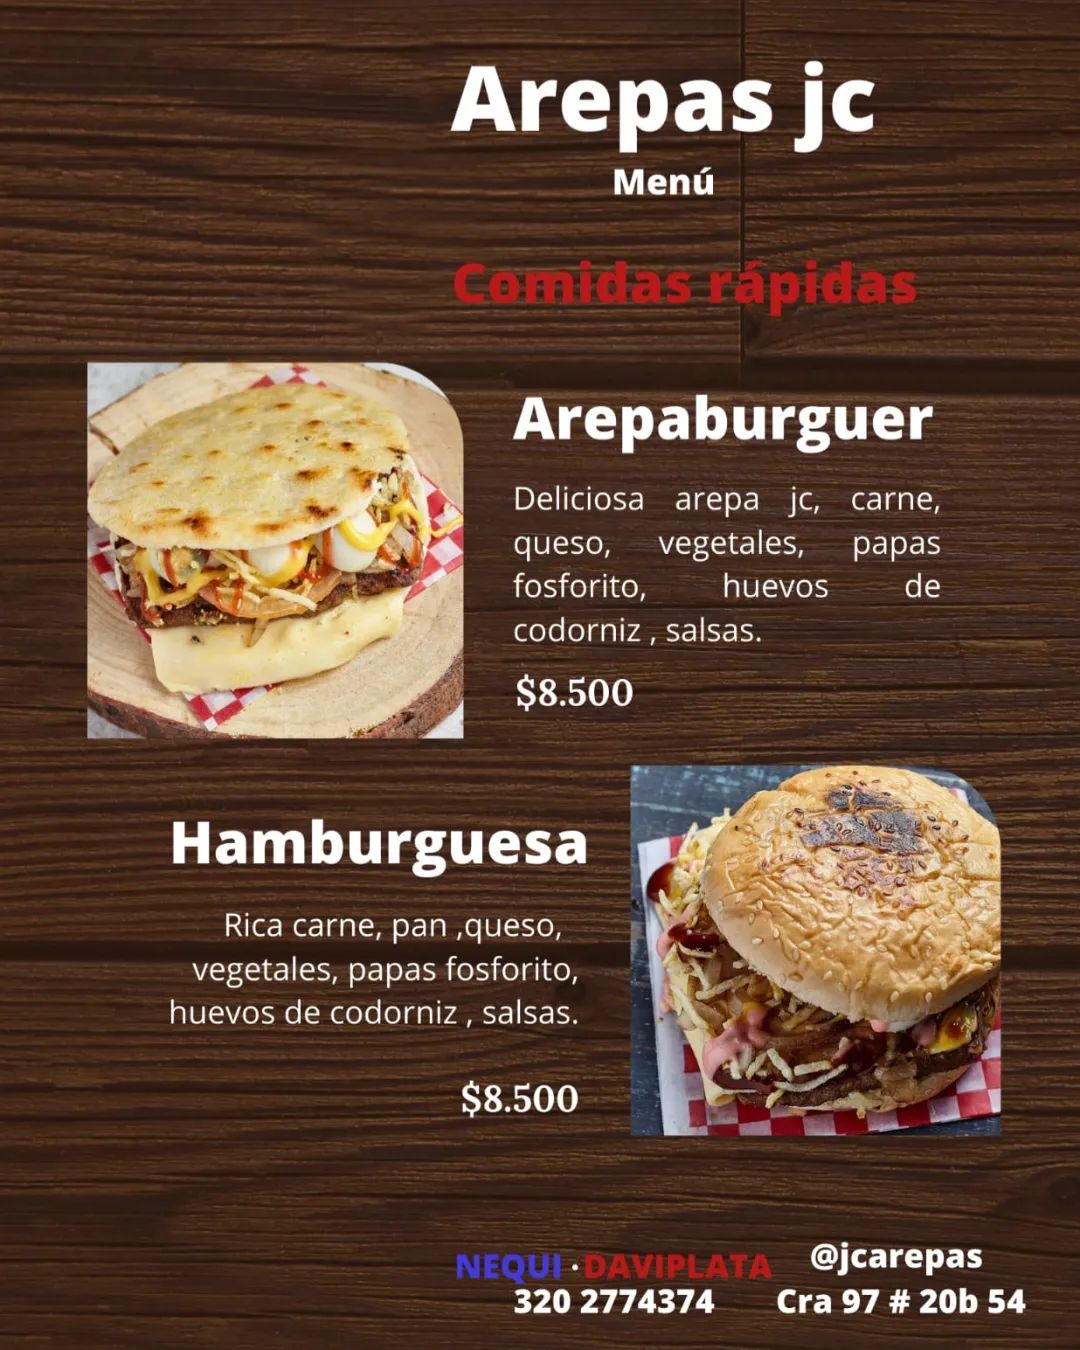 Arepas jc
Menú
Comidas rápidas
Arepaburguer
Deliciosa arepa jc, carne,
queso, vegetales, papas
fosforito, huevos de
codorniz , salsas.
$8.500
Hamburguesa
Rica carne, pan ,queso,
vegetales, papas fosforito,
huevos de codorniz , salsas.
$8.500
NEQUI · DAVIPLATA
320 2774374
@jcarepas
Cra 97 # 20b 54